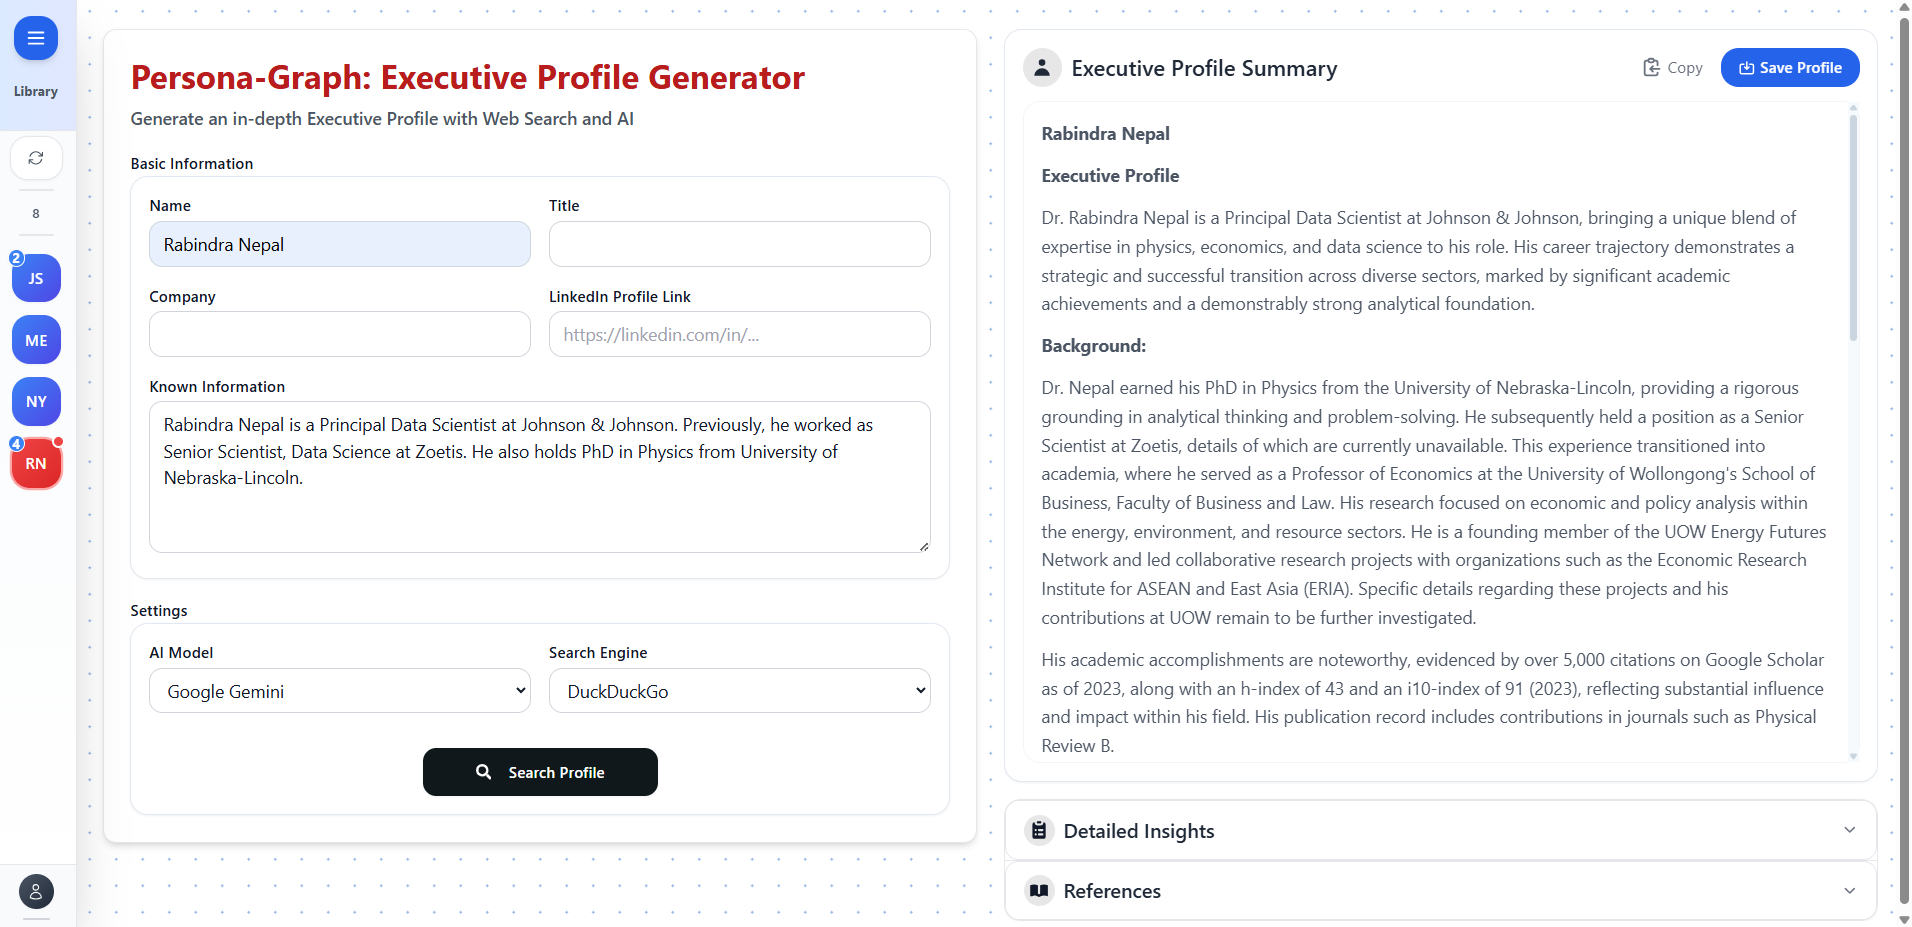 Library
8
2
JS
ME
NY
4
RN
Persona-Graph: Executive Profile Generator
Generate an in-depth Executive Profile with Web Search and AI
Basic Information
Name
Title
Rabindra Nepal
Company
LinkedIn Profile Link
https://linkedin.com/in/...
Known Information
Rabindra Nepal is a Principal Data Scientist at Johnson & Johnson. Previously, he worked as
Senior Scientist, Data Science at Zoetis. He also holds PhD in Physics from University of
Nebraska-Lincoln.
Settings
AI Model
Search Engine
Google Gemini
DuckDuckGo
Search Profile
Executive Profile Summary
Copy
Save Profile
Rabindra Nepal
Executive Profile
Dr. Rabindra Nepal is a Principal Data Scientist at Johnson & Johnson, bringing a unique blend of
expertise in physics, economics, and data science to his role. His career trajectory demonstrates a
strategic and successful transition across diverse sectors, marked by significant academic
achievements and a demonstrably strong analytical foundation.
Background:
Dr. Nepal earned his PhD in Physics from the University of Nebraska-Lincoln, providing a rigorous
grounding in analytical thinking and problem-solving. He subsequently held a position as a Senior
Scientist at Zoetis, details of which are currently unavailable. This experience transitioned into
academia, where he served as a Professor of Economics at the University of Wollongong's School of
Business, Faculty of Business and Law. His research focused on economic and policy analysis within
the energy, environment, and resource sectors. He is a founding member of the UOW Energy Futures
Network and led collaborative research projects with organizations such as the Economic Research
Institute for ASEAN and East Asia (ERIA). Specific details regarding these projects and his
contributions at UOW remain to be further investigated.
His academic accomplishments are noteworthy, evidenced by over 5,000 citations on Google Scholar
as of 2023, along with an h-index of 43 and an i10-index of 91 (2023), reflecting substantial influence
and impact within his field. His publication record includes contributions in journals such as Physical
Review B.
Detailed Insights
References